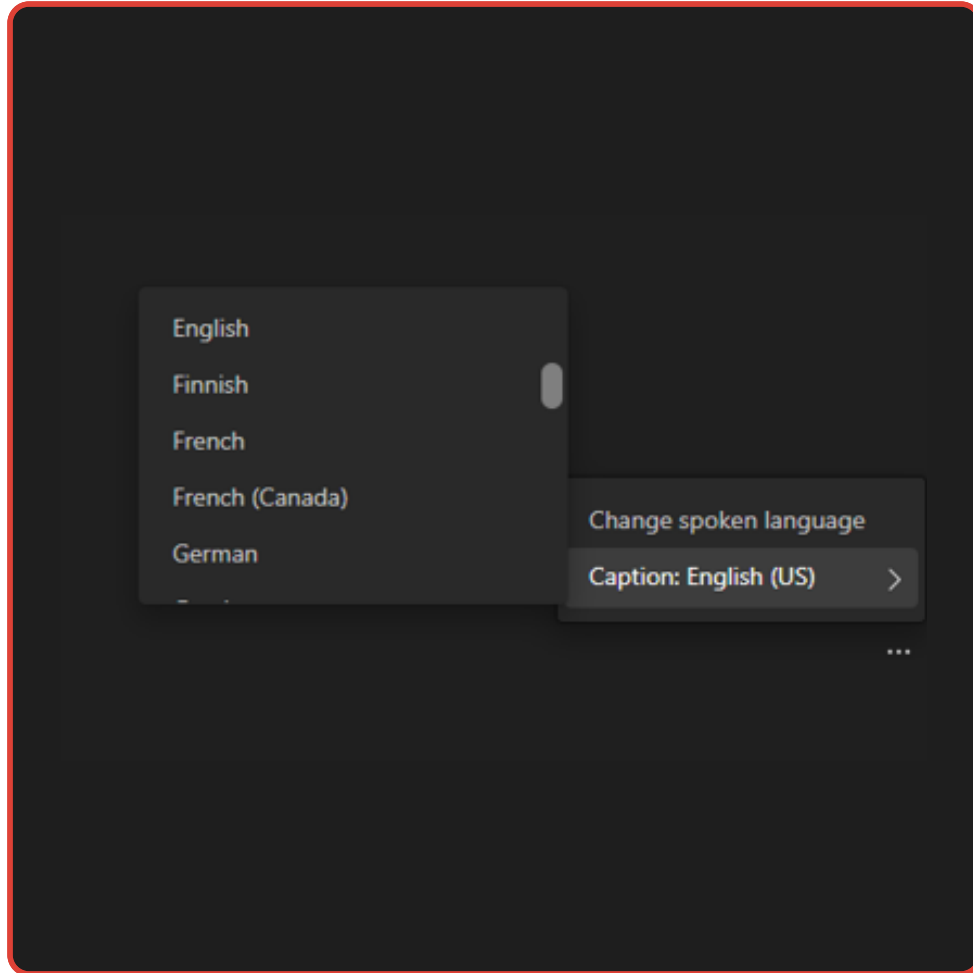 English
Finnish
French
French (Canada)
German
Change spoken language
Caption: English (US)